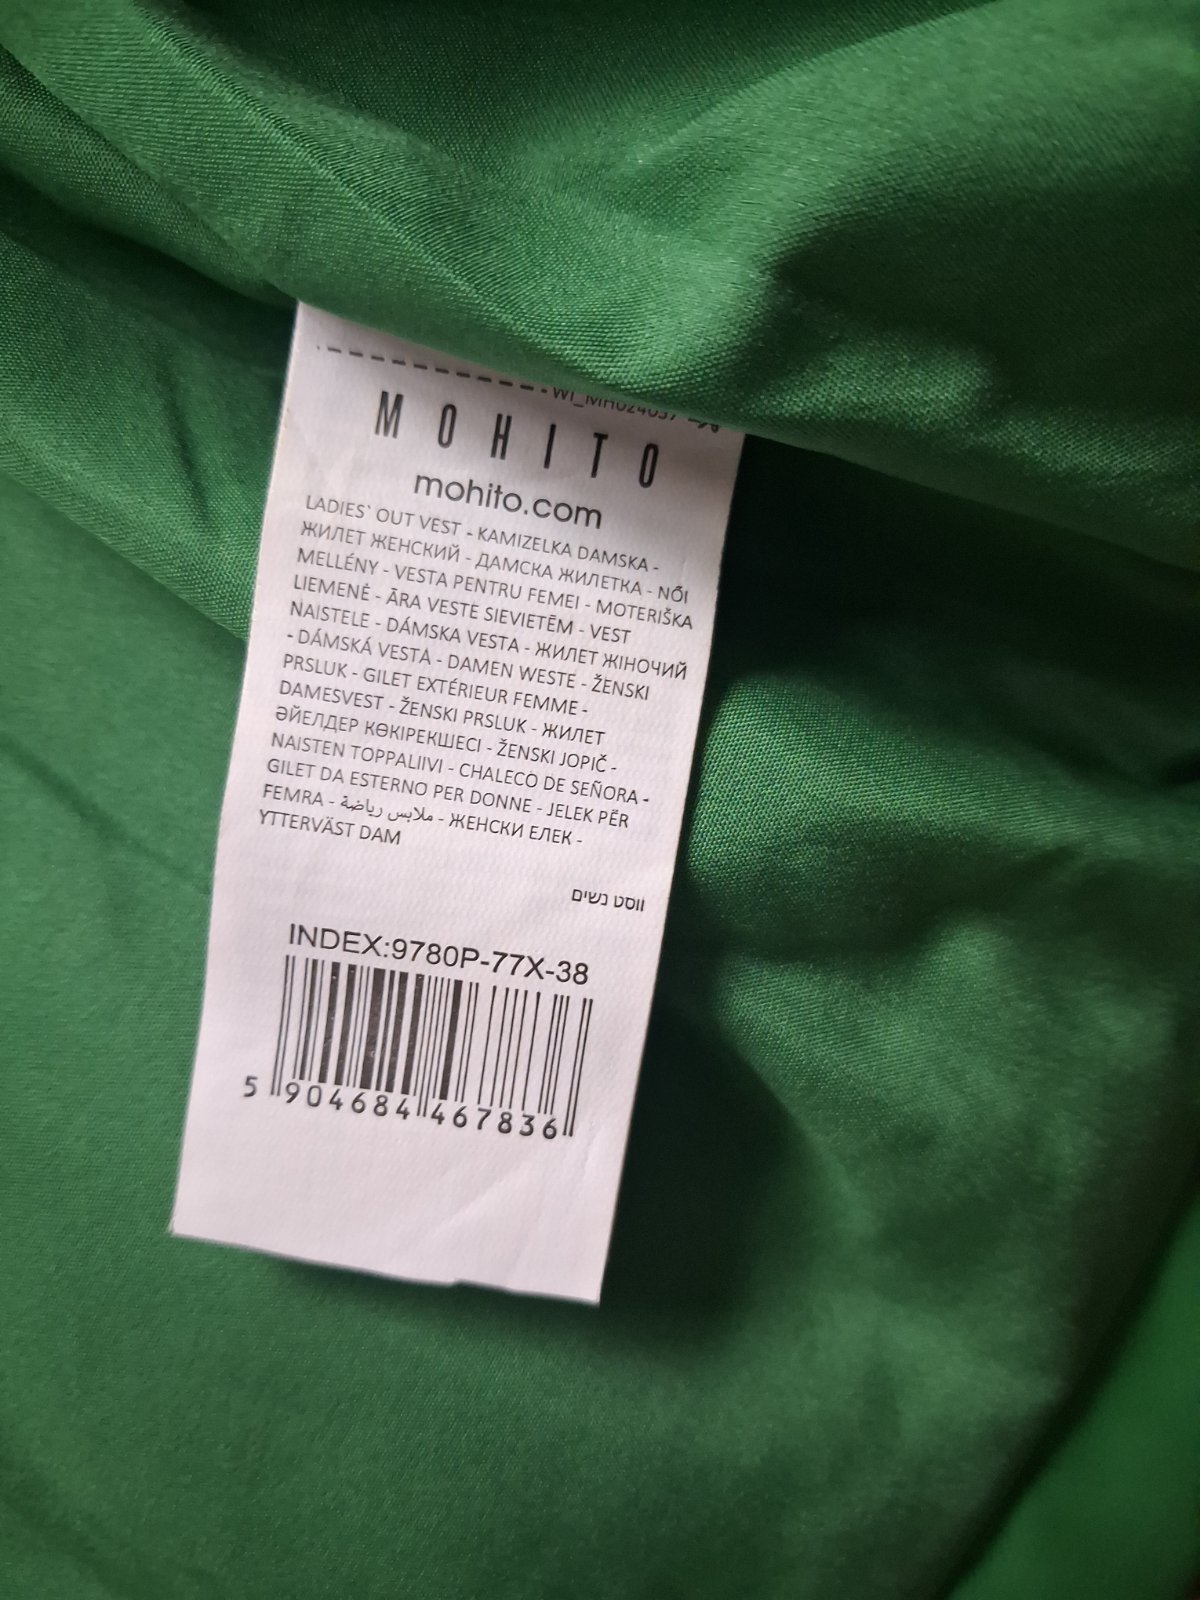 MOHITO
mohito.com
LADIES` OUT VEST - KAMIZELKA DAMSKA -
ЖИЛЕТ ЖЕНСКИЙ - ДАМСКА ЖИЛЕТКА - NŐI
MELLÉNY - VESTA PENTRU FEMEI - MOTERIŠKA
LIEMENĖ - ĀRA VESTE SIEVIETĒM - VEST
NAISTELE - DÁMSKA VESTA - ЖИЛЕТ ЖІНОЧИЙ
- DÁMSKÁ VESTA - DAMEN WESTE - ŽENSKI
PRSLUK - GILET EXTÉRIEUR FEMME -
DAMESVEST - ŽENSKI PRSLUK - ЖИЛЕТ
ӘЙЕЛДЕР КӨКІРЕКШЕСІ - ŽENSKI JOPIČ -
NAISTEN TOPPALIIVI - CHALECO DE SEÑORA -
GILET DA ESTERNO PER DONNE - JELEK PËR
FEMRA - ملابس رياضة - ЖЕНСКИ ЕЛЕК -
YTTERVÄST DAM
ווסט נשים
INDEX:9780P-77X-38
5 904684 467836